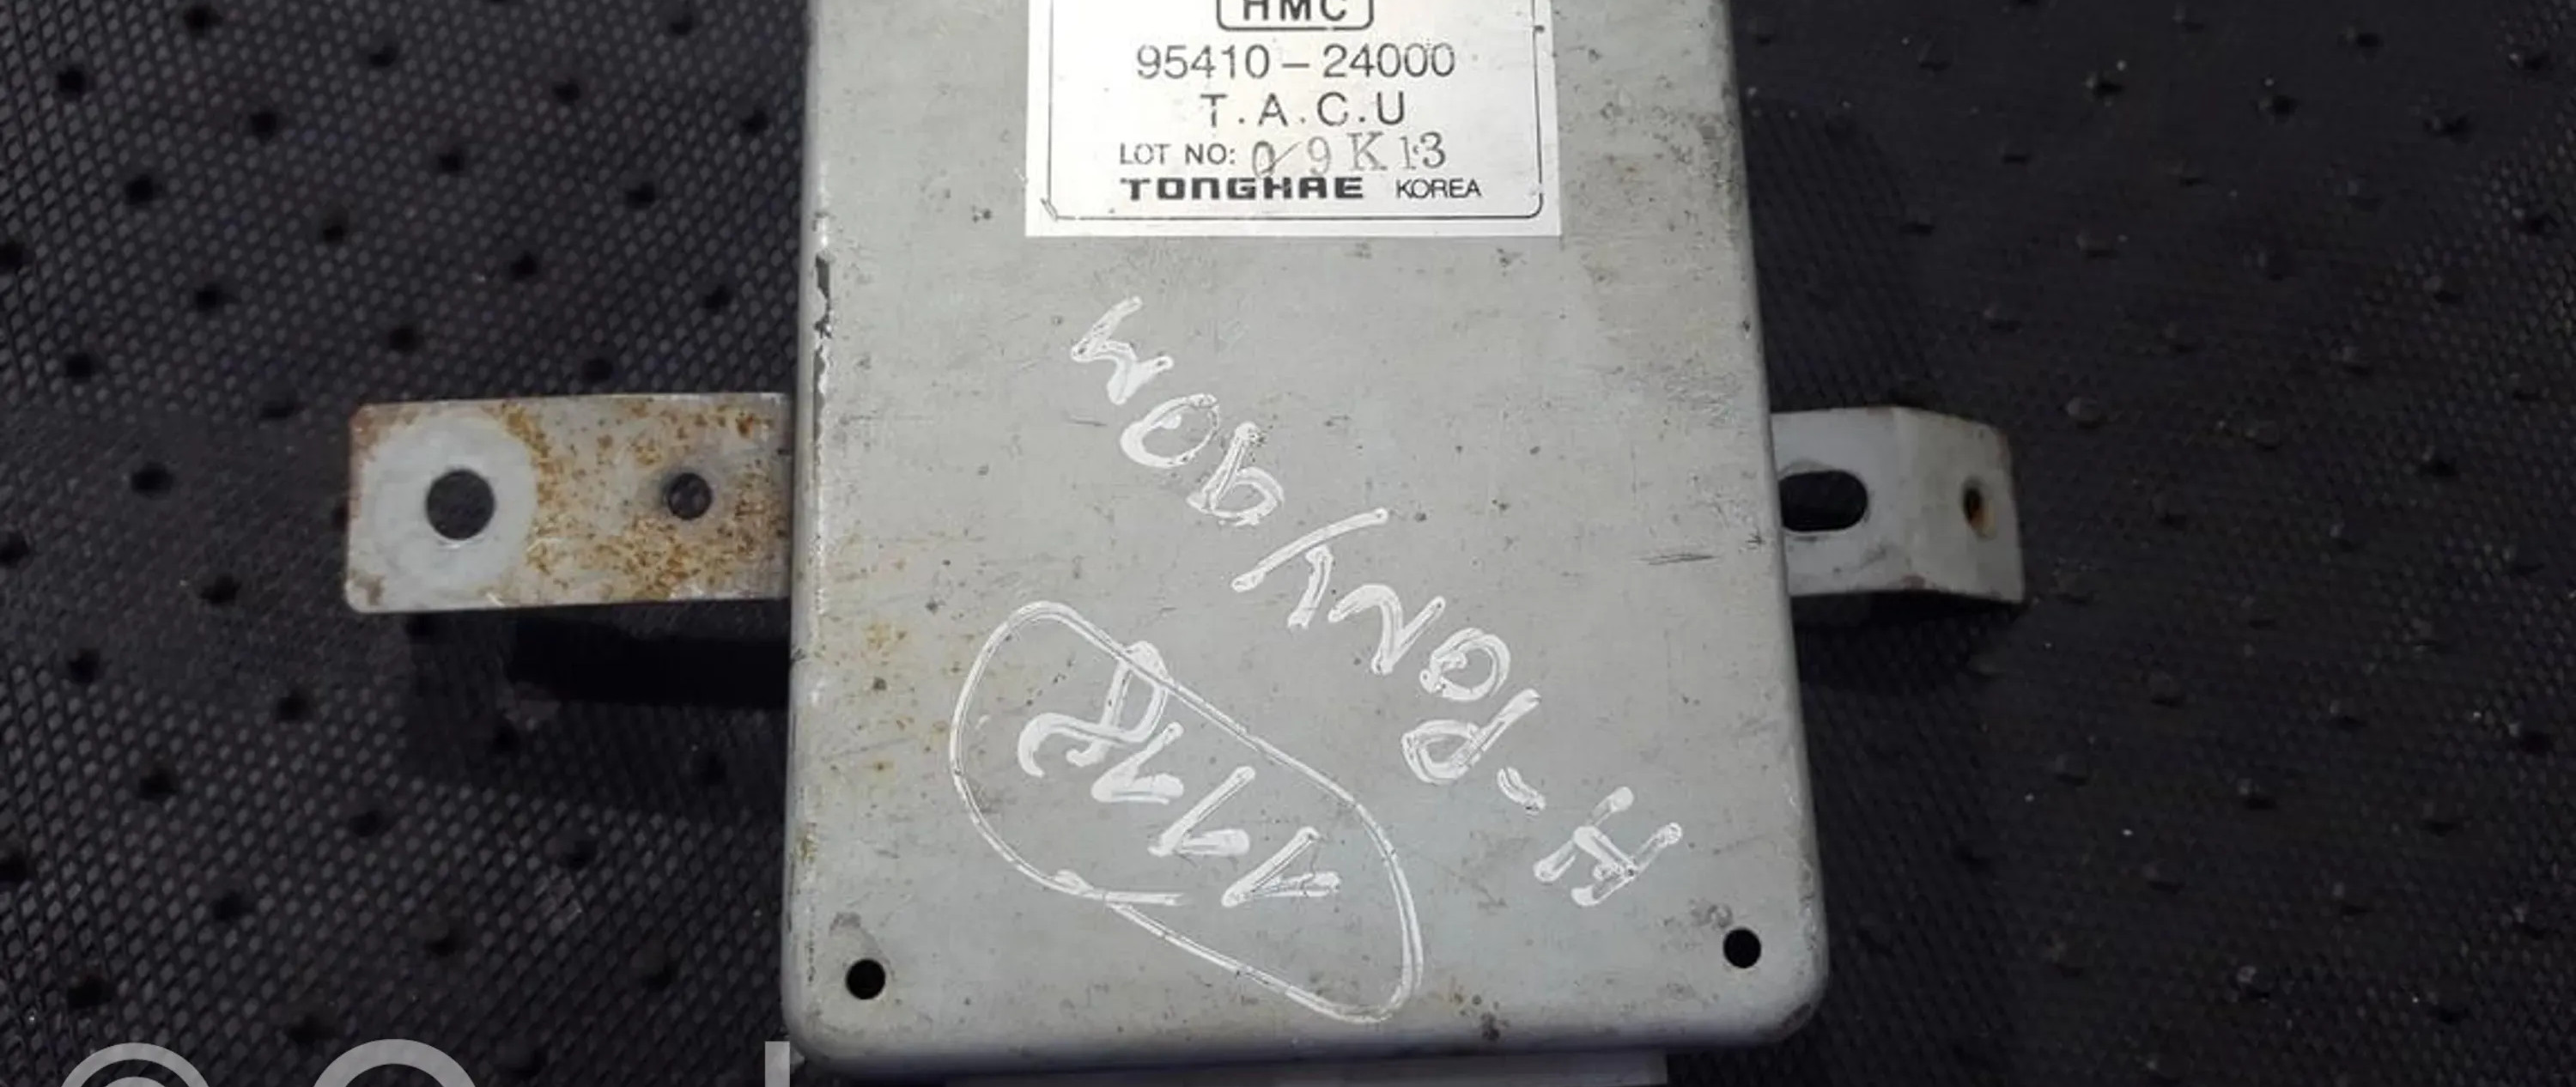 HMC
95410-24000
T.A.C.U
LOT NO: 09K13
TONGHAE KOREA
H-PONY